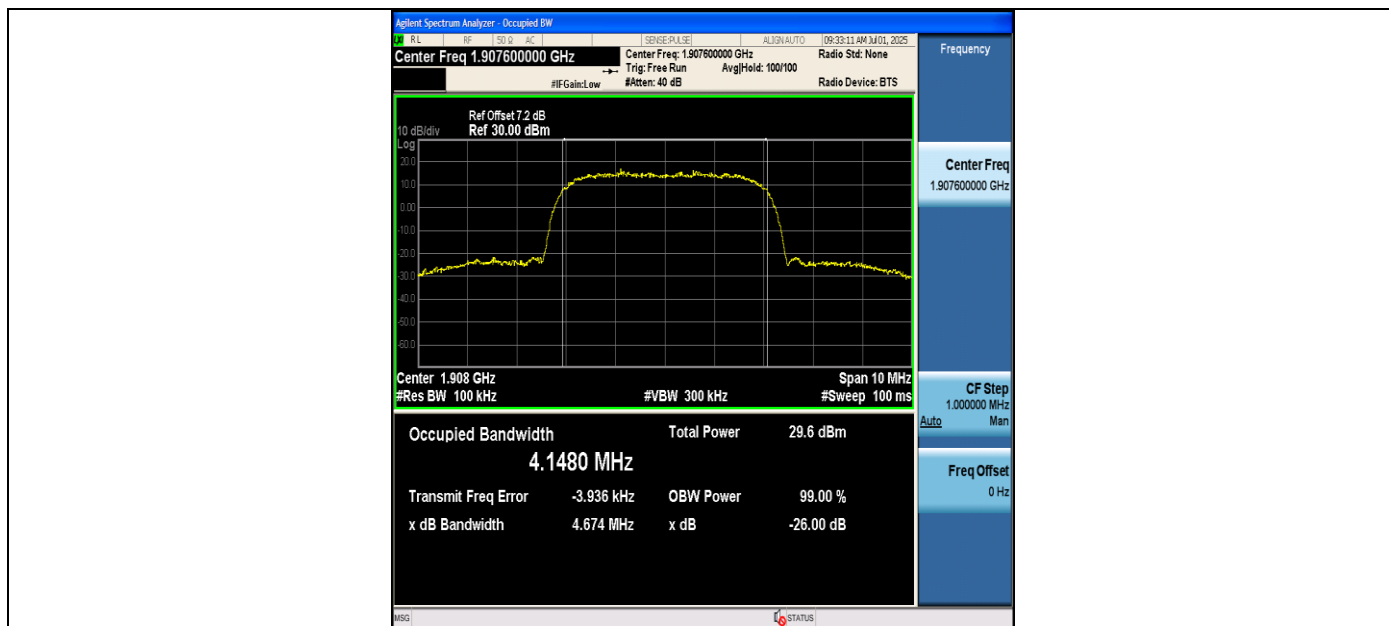 Agilent Spectrum Analyzer - Occupied BW
RL RF 50 Ω AC SENSE:PULSE ALIGN AUTO 09:33:11 AM Jul 01, 2025
Center Freq 1.907600000 GHz
Center Freq: 1.907600000 GHz Radio Std: None
Trig: Free Run Avg|Hold: 100/100
#IFGain:Low #Atten: 40 dB Radio Device: BTS
Ref Offset 7.2 dB
10 dB/div Ref 30.00 dBm
Log
20.0
10.0
0.00
-10.0
-20.0
-30.0
-40.0
-50.0
-60.0
Center 1.908 GHz Span 10 MHz
#Res BW 100 kHz #VBW 300 kHz #Sweep 100 ms
Occupied Bandwidth Total Power 29.6 dBm
4.1480 MHz
Transmit Freq Error -3.936 kHz OBW Power 99.00 %
x dB Bandwidth 4.674 MHz x dB -26.00 dB
MSG STATUS
Frequency
Center Freq
1.907600000 GHz
CF Step
1.000000 MHz
Auto Man
Freq Offset
0 Hz